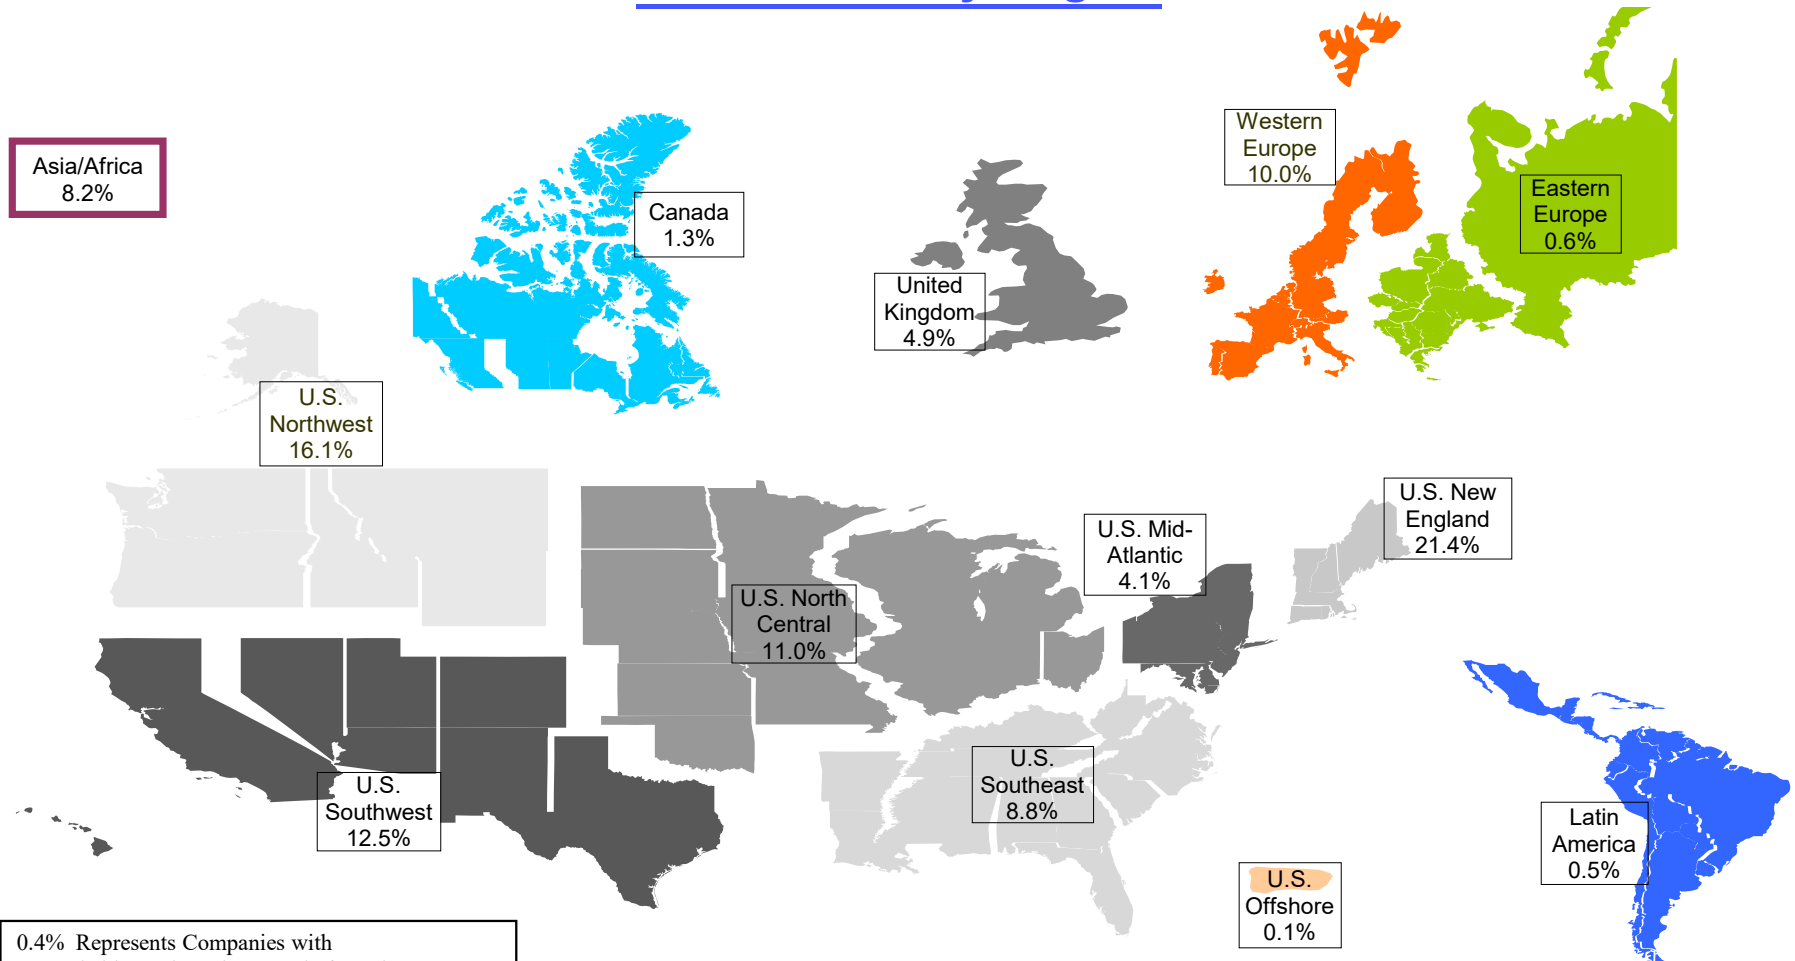 Asia/Africa
8.2%
Canada
1.3%
United
Kingdom
4.9%
Western
Europe
10.0%
Eastern
Europe
0.6%
U.S.
Northwest
16.1%
U.S. New
England
21.4%
U.S. Mid-
Atlantic
4.1%
U.S. North
Central
11.0%
U.S.
Southwest
12.5%
U.S.
Southeast
8.8%
Latin
America
0.5%
U.S.
Offshore
0.1%
0.4% Represents Companies with